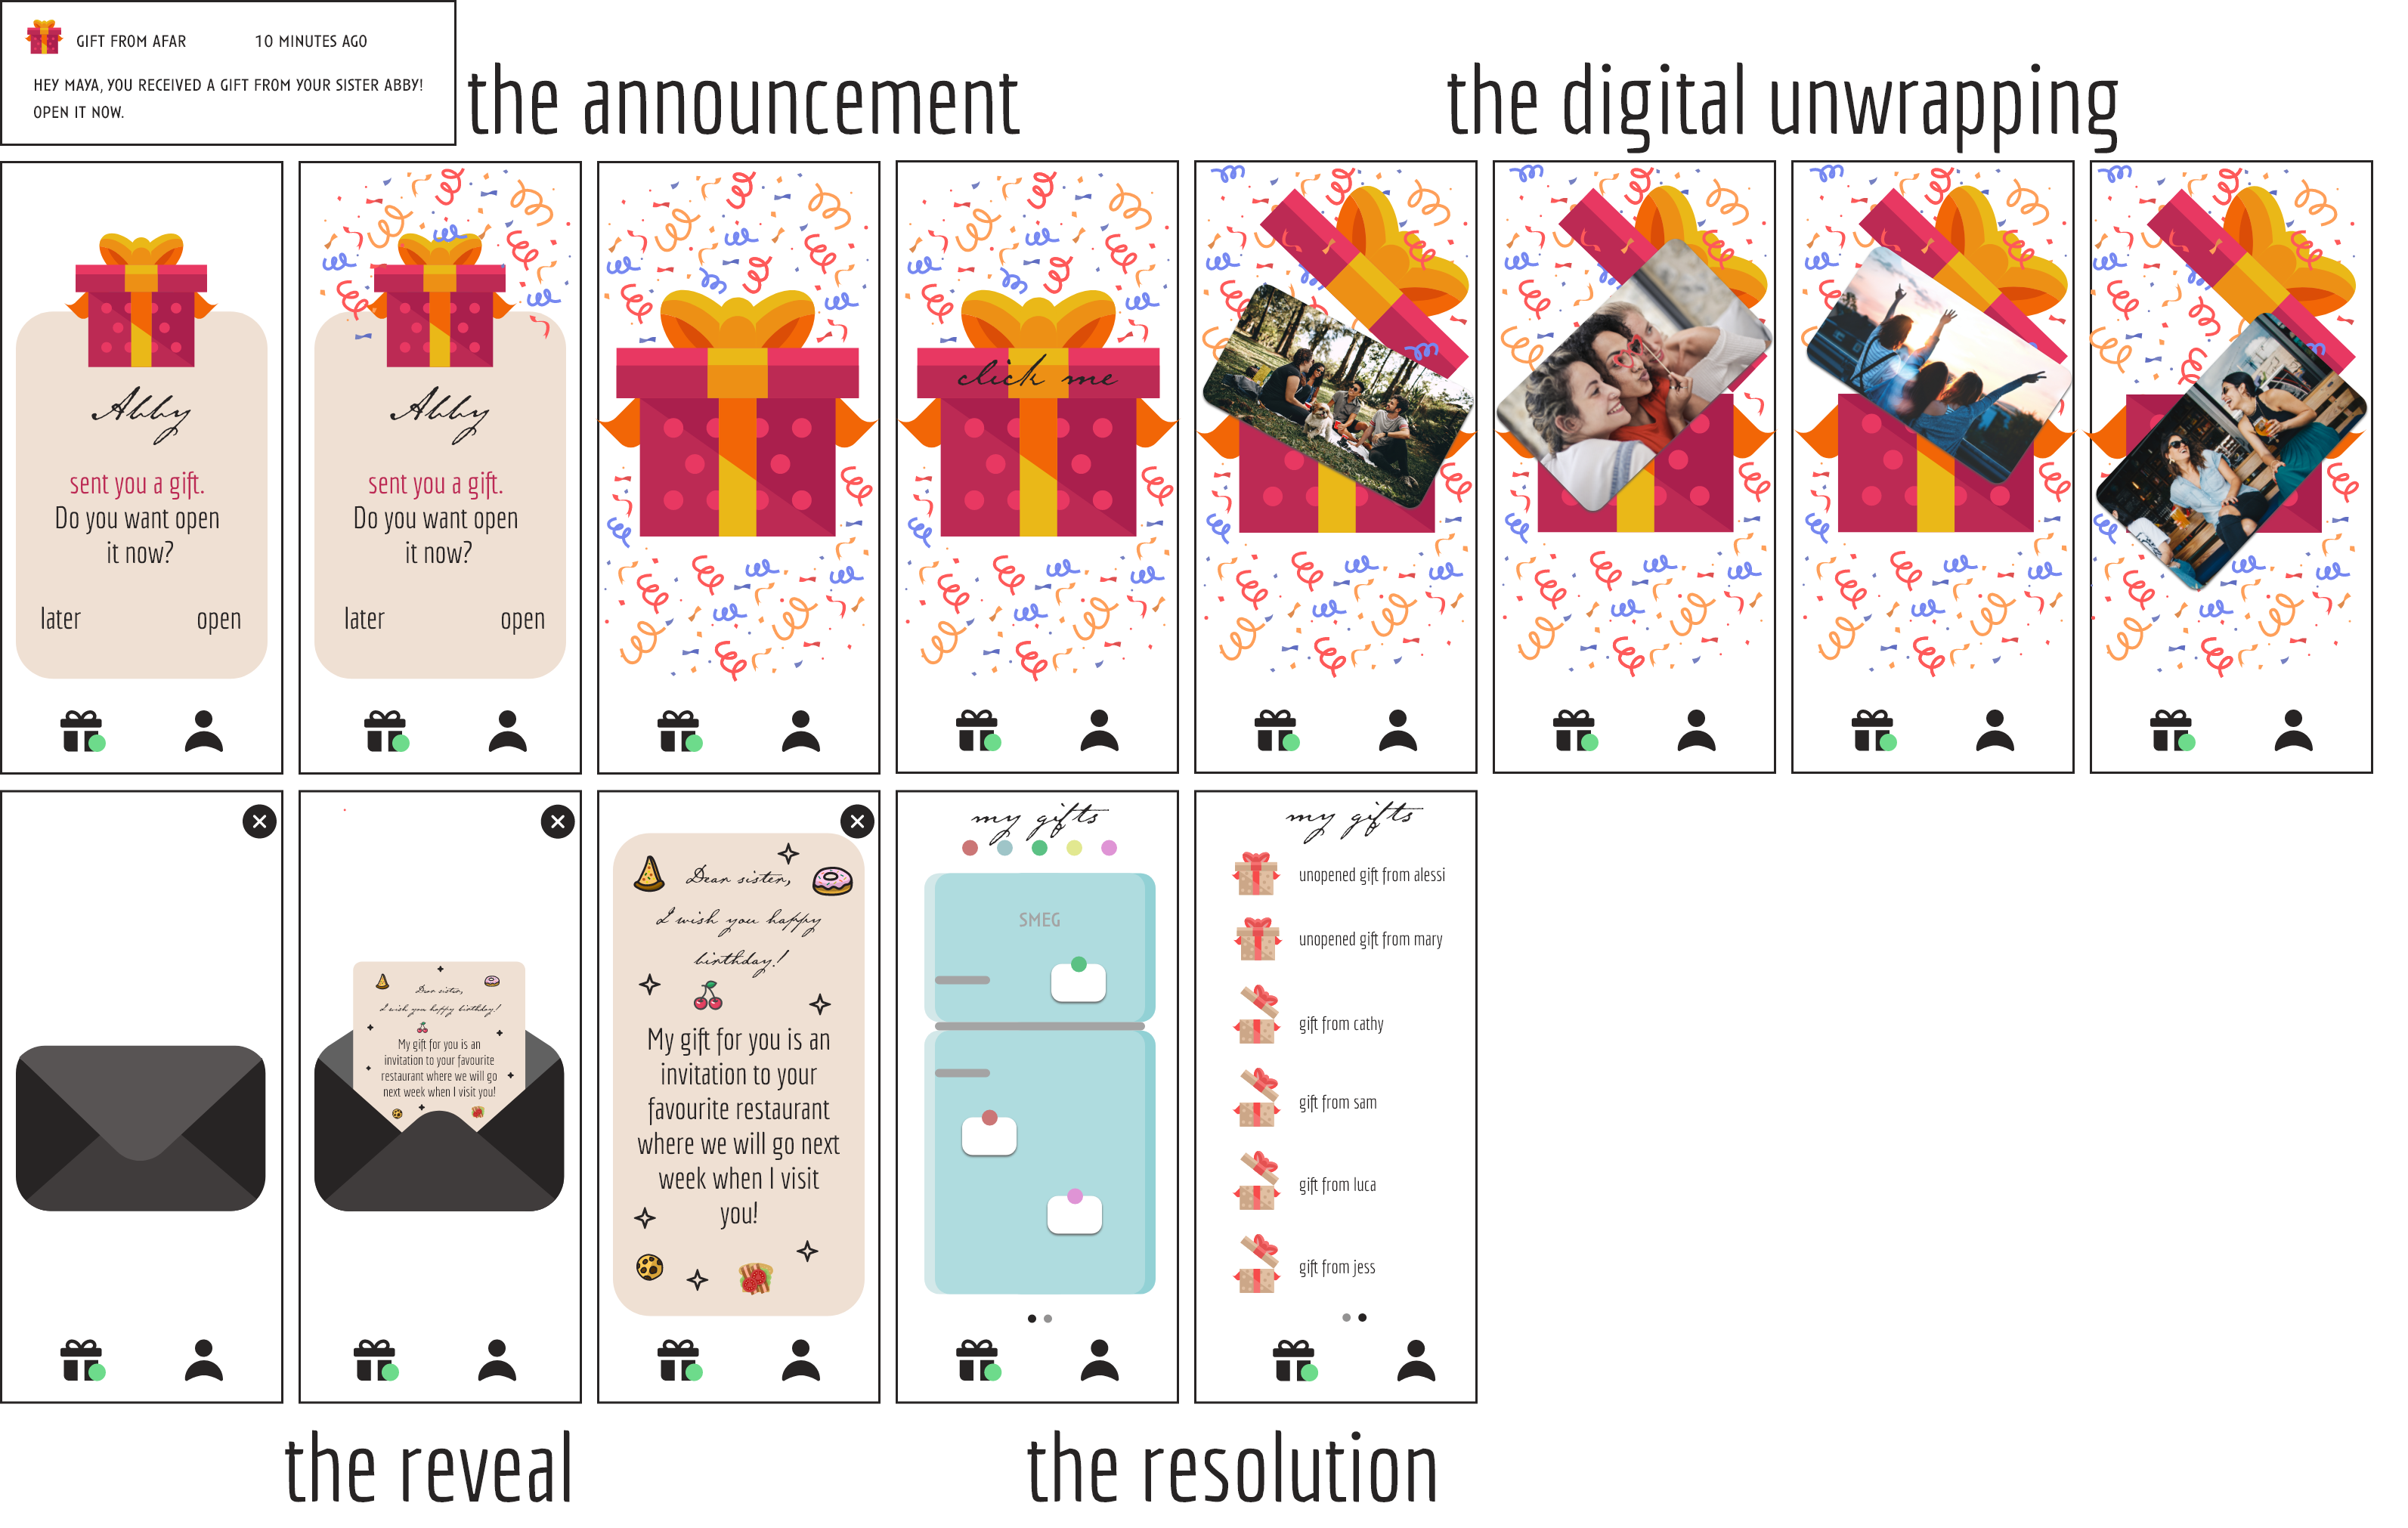 GIFT FROM AFAR 10 MINUTES AGO
HEY MAYA, YOU RECEIVED A GIFT FROM YOUR SISTER ABBY!
OPEN IT NOW.
the announcement
the digital unwrapping
Abby
sent you a gift.
Do you want open
it now?
later open
Abby
sent you a gift.
Do you want open
it now?
later open
click me
Dear sister,
I wish you happy birthday!
My gift for you is an
invitation to your favourite
restaurant where we will go
next week when I visit you!
Dear sister,
I wish you happy
birthday!
My gift for you is an
invitation to your
favourite restaurant
where we will go next
week when I visit
you!
my gifts
SMEG
my gifts
unopened gift from alessi
unopened gift from mary
gift from cathy
gift from sam
gift from luca
gift from jess
the reveal
the resolution